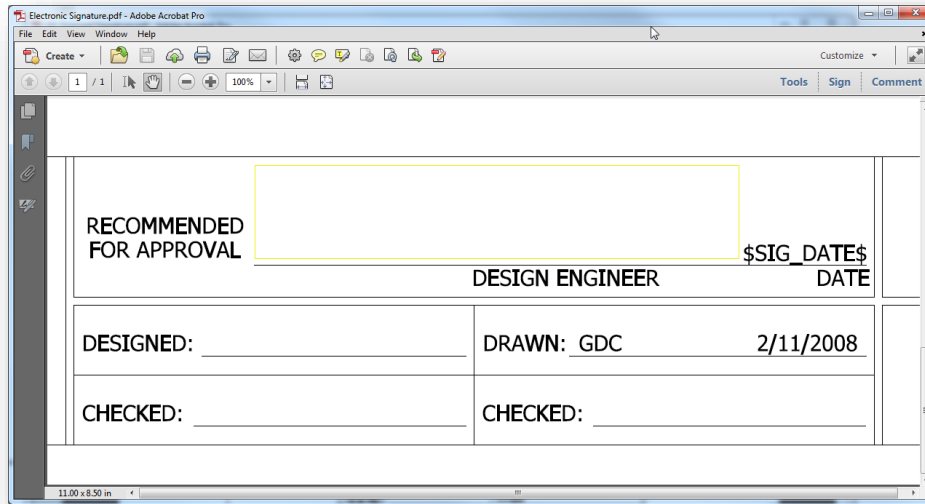 Electronic Signature.pdf - Adobe Acrobat Pro
File Edit View Window Help
Create Customize
1 / 1 100% Tools Sign Comment
RECOMMENDED
FOR APPROVAL
$SIG_DATE$
DESIGN ENGINEER DATE
DESIGNED: DRAWN: GDC 2/11/2008
CHECKED: CHECKED:
11.00 x 8.50 in